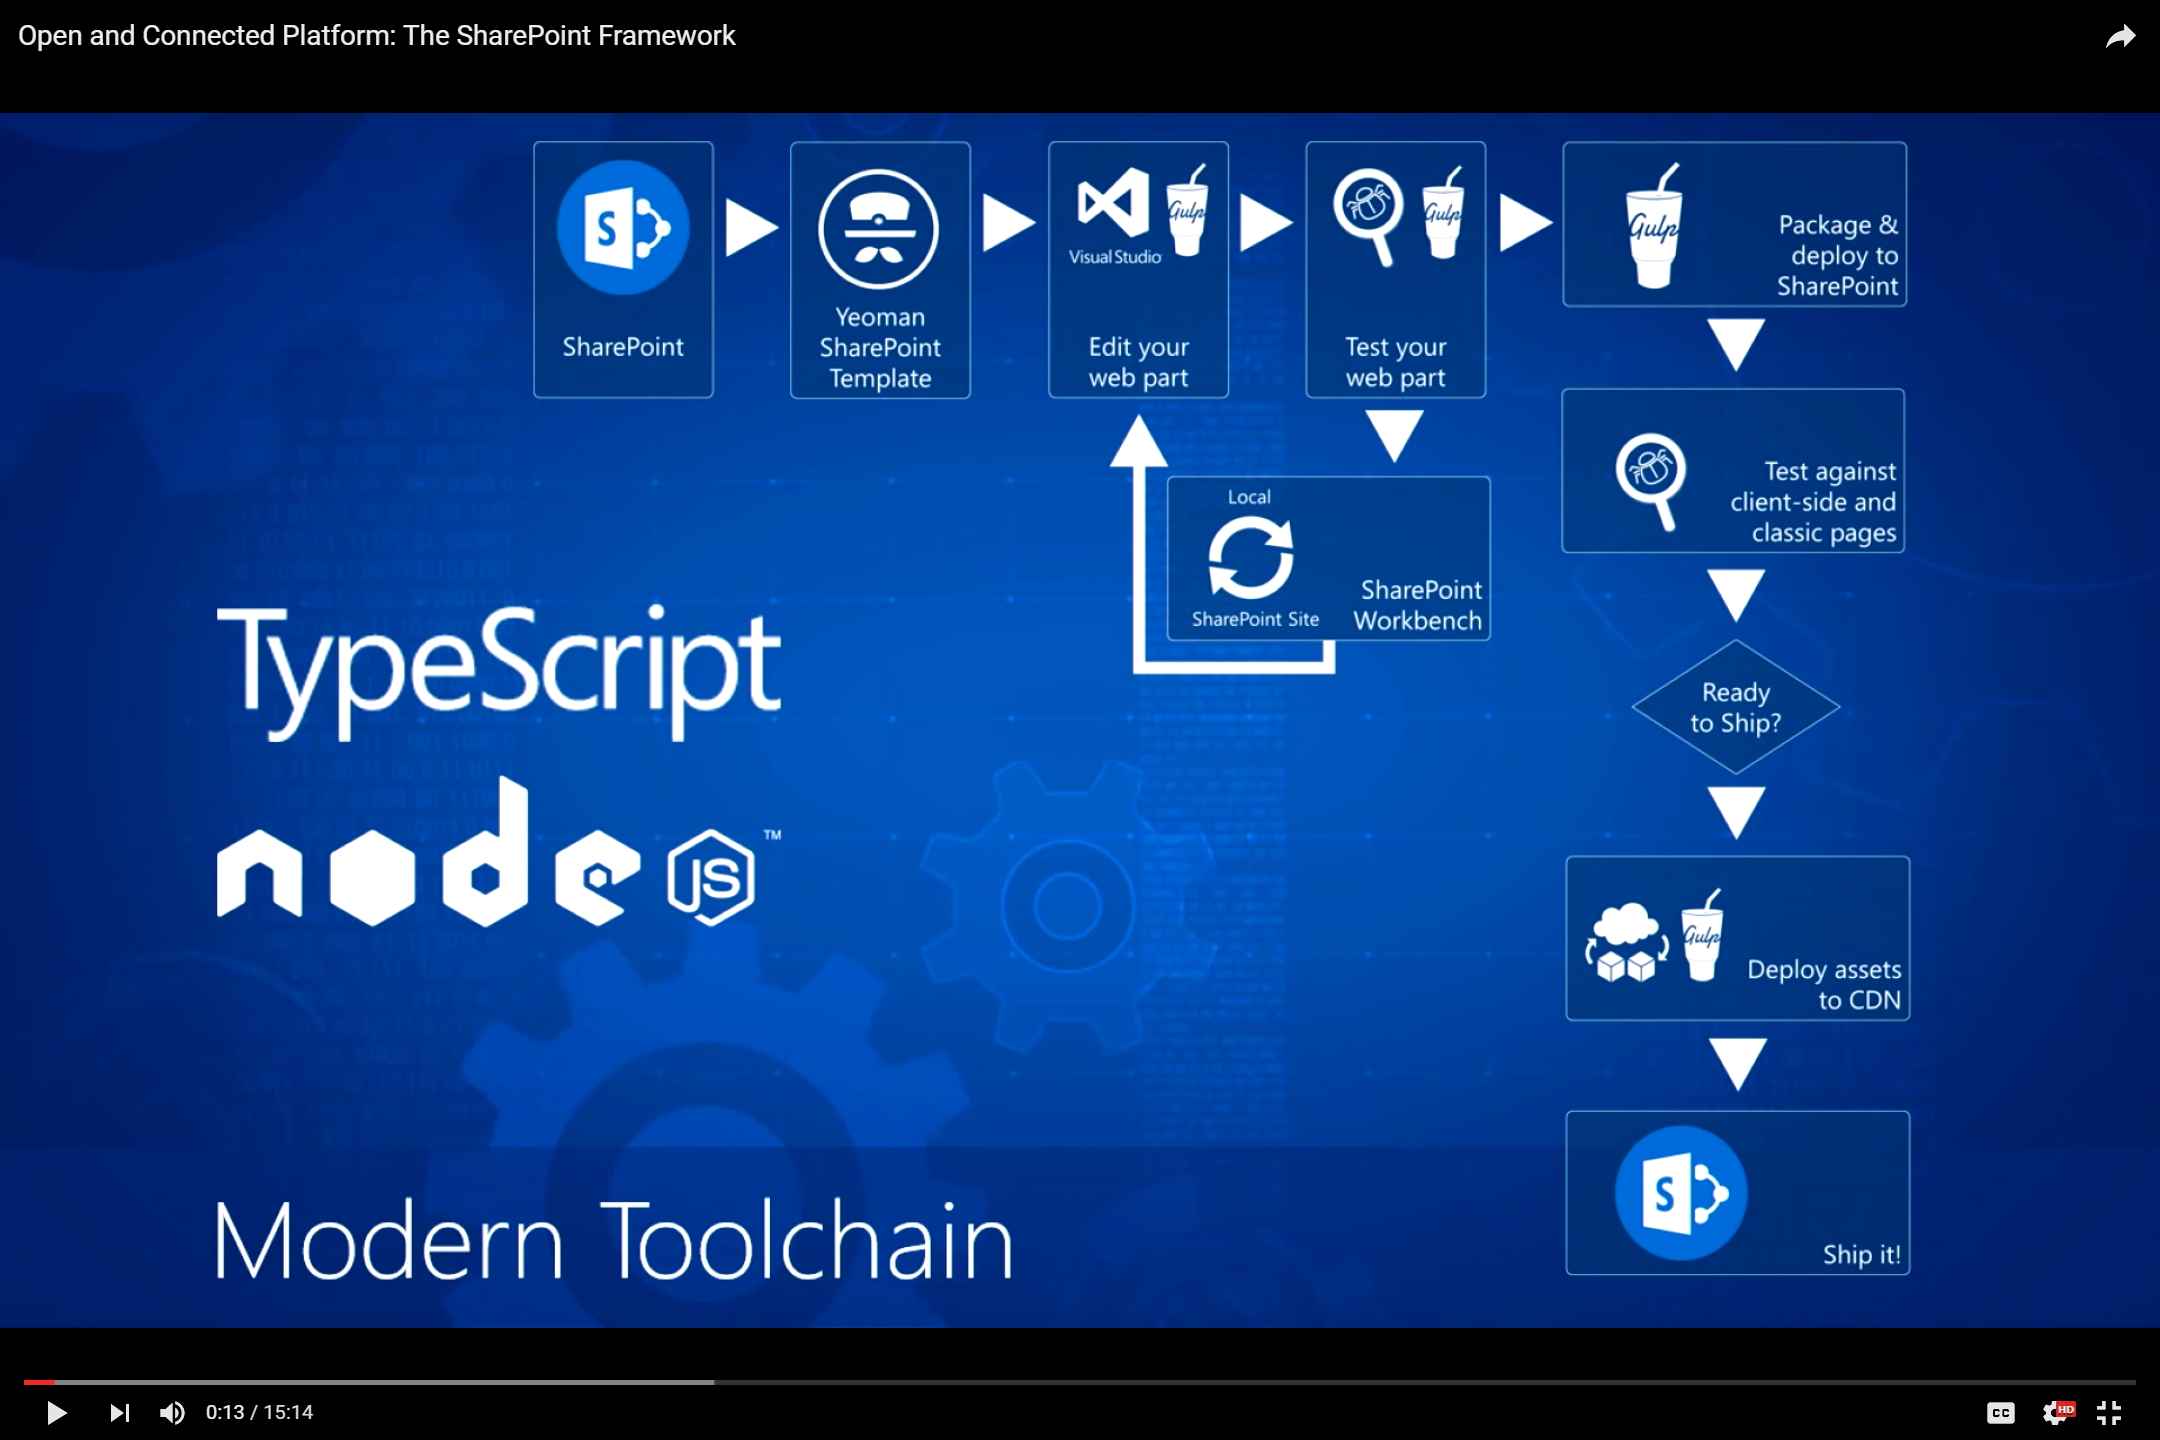 Open and Connected Platform: The SharePoint Framework
S
SharePoint
Yeoman
SharePoint
Template
Visual Studio
Gulp
Edit your
web part
Gulp
Test your
web part
Gulp
Package &
deploy to
SharePoint
Local
SharePoint Site
SharePoint
Workbench
Test against
client-side and
classic pages
Ready
to Ship?
Gulp
Deploy assets
to CDN
S
Ship it!
TypeScript
node JS TM
Modern Toolchain
0:13 / 15:14
CC
HD